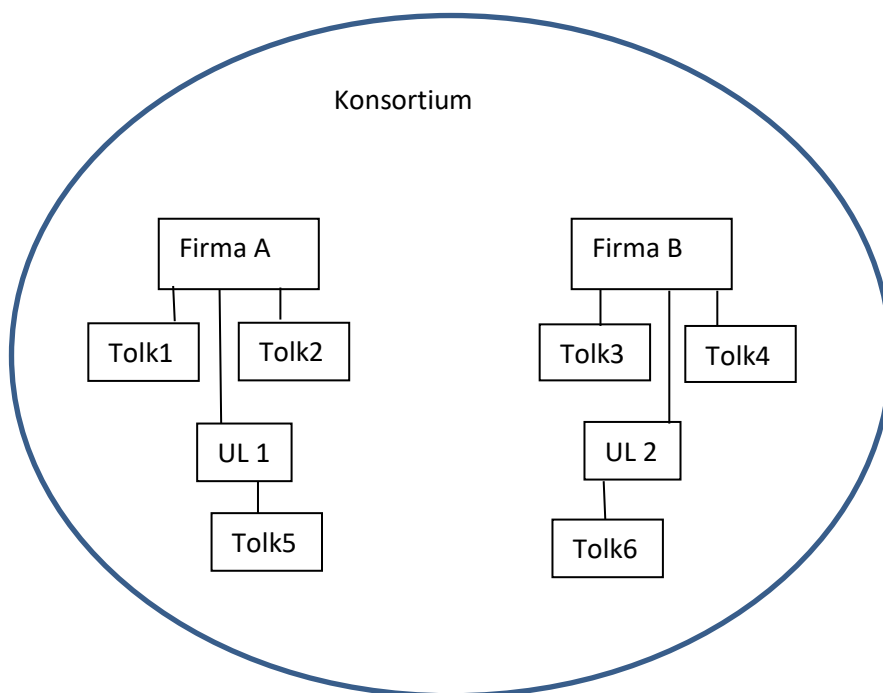 Konsortium
Firma A
Firma B
Tolk1
Tolk2
Tolk3
Tolk4
UL 1
UL 2
Tolk5
Tolk6